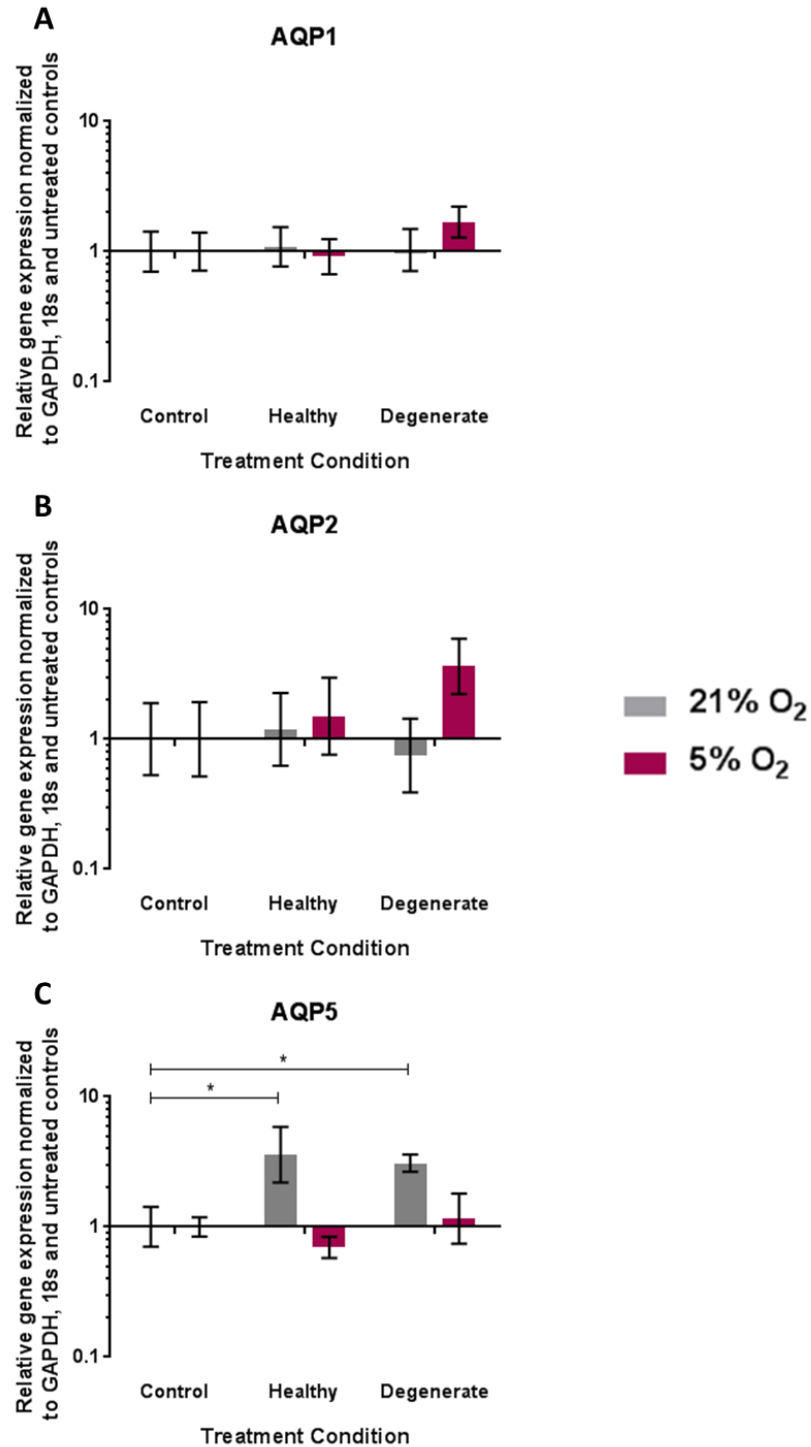 A
AQP1
Relative gene expression normalized
to GAPDH, 18s and untreated controls
10
1
0.1
Control Healthy Degenerate
Treatment Condition
B
AQP2
Relative gene expression normalized
to GAPDH, 18s and untreated controls
10
1
0.1
Control Healthy Degenerate
Treatment Condition
21% O₂
5% O₂
C
AQP5
Relative gene expression normalized
to GAPDH, 18s and untreated controls
*
*
10
1
0.1
Control Healthy Degenerate
Treatment Condition